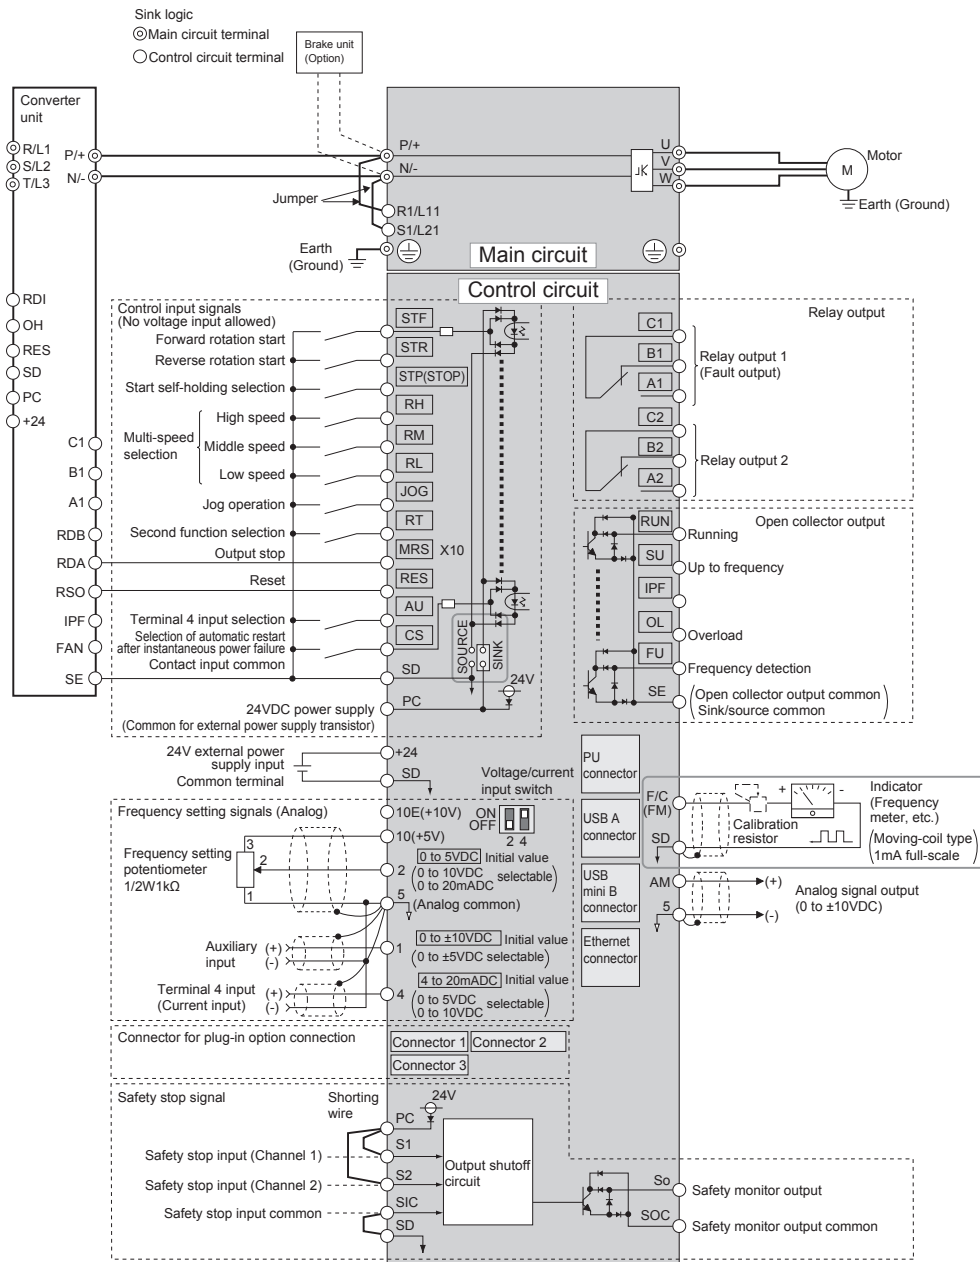 Sink logic
Main circuit terminal
Control circuit terminal
Brake unit
(Option)
Converter
unit
R/L1
S/L2
T/L3
P/+
N/-
P/+
N/-
Jumper
R1/L11
S1/L21
Earth
(Ground)
Main circuit
U
V
W
M
Motor
Earth (Ground)
Control circuit
RDI
OH
RES
SD
PC
+24
C1
B1
A1
RDB
RDA
RSO
IPF
FAN
SE
Control input signals
(No voltage input allowed)
Forward rotation start
Reverse rotation start
Start self-holding selection
Multi-speed
selection
High speed
Middle speed
Low speed
Jog operation
Second function selection
Output stop
Reset
Terminal 4 input selection
Selection of automatic restart
after instantaneous power failure
Contact input common
24VDC power supply
(Common for external power supply transistor)
STF
STR
STP(STOP)
RH
RM
RL
JOG
RT
MRS X10
RES
AU
CS
SD
PC
SOURCE
SINK
24V
Relay output
C1
B1
A1
Relay output 1
(Fault output)
C2
B2
A2
Relay output 2
Open collector output
RUN
Running
SU
Up to frequency
IPF
OL
Overload
FU
Frequency detection
SE
(Open collector output common
Sink/source common)
24V external power
supply input
Common terminal
+24
SD
Voltage/current
input switch
ON
OFF
2 4
PU
connector
USB A
connector
USB
mini B
connector
Ethernet
connector
Frequency setting signals (Analog)
Frequency setting
potentiometer
1/2W1kΩ
3
2
1
10E(+10V)
10(+5V)
2
0 to 5VDC Initial value
(0 to 10VDC
0 to 20mADC selectable)
5
(Analog common)
Auxiliary
input
(+)
(-)
1
0 to ±10VDC Initial value
(0 to ±5VDC selectable)
Terminal 4 input
(Current input)
(+)
(-)
4
4 to 20mADC Initial value
(0 to 5VDC
0 to 10VDC selectable)
F/C
(FM)
SD
+ -
Calibration
resistor
Indicator
(Frequency
meter, etc.)
(Moving-coil type
1mA full-scale)
AM
5
(+)
(-)
Analog signal output
(0 to ±10VDC)
Connector for plug-in option connection
Connector 1
Connector 2
Connector 3
Safety stop signal
Shorting
wire
24V
PC
S1
S2
SIC
SD
Safety stop input (Channel 1)
Safety stop input (Channel 2)
Safety stop input common
Output shutoff
circuit
So
Safety monitor output
SOC
Safety monitor output common